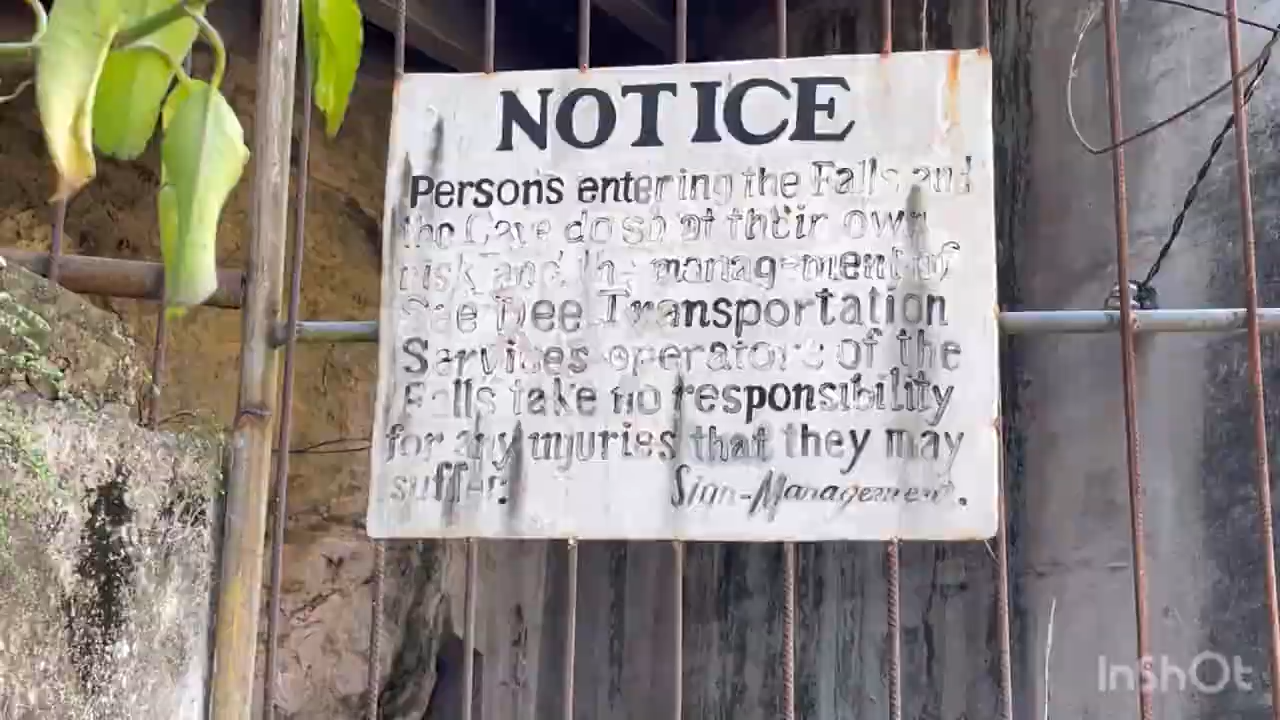 NOTICE
Persons entering the Falls and
the Cave do so at their own
risk and the management of
Dee Transportation
Services operators of the
Falls take no responsibility
for any injuries that they may
suffer. Sign-Management.
InShOt